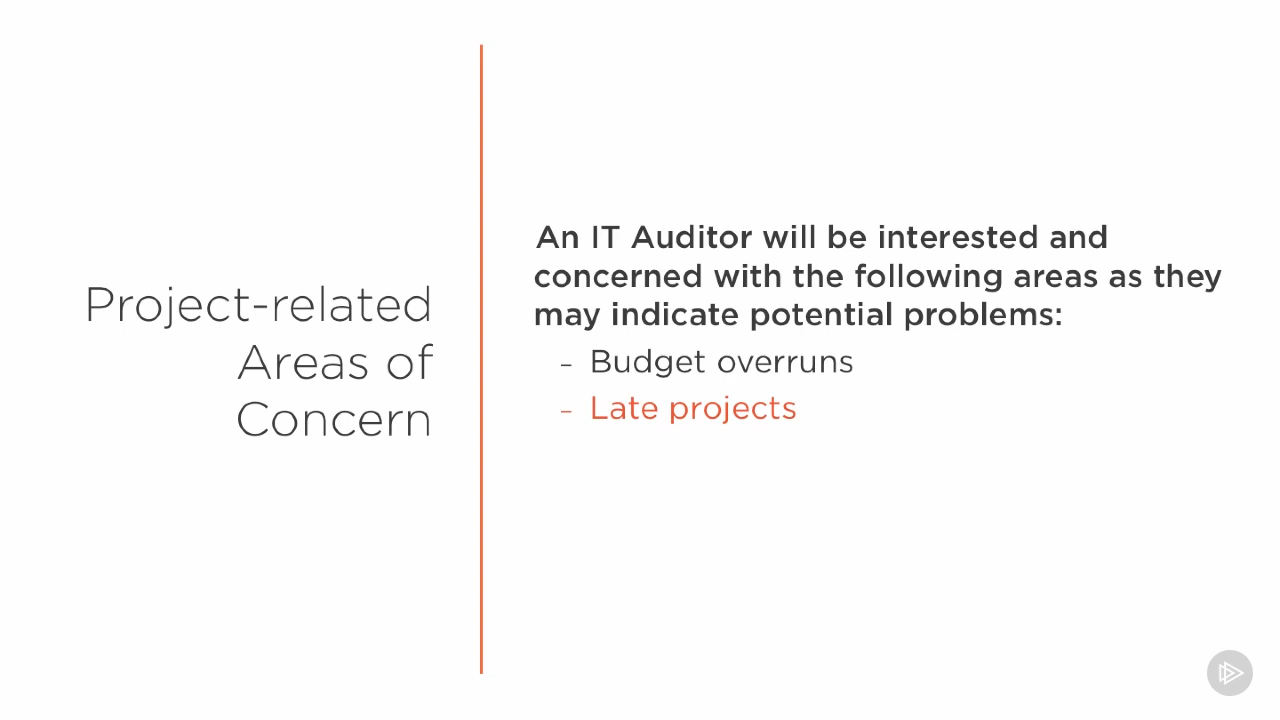 Project-related
Areas of
Concern
An IT Auditor will be interested and
concerned with the following areas as they
may indicate potential problems:
– Budget overruns
– Late projects